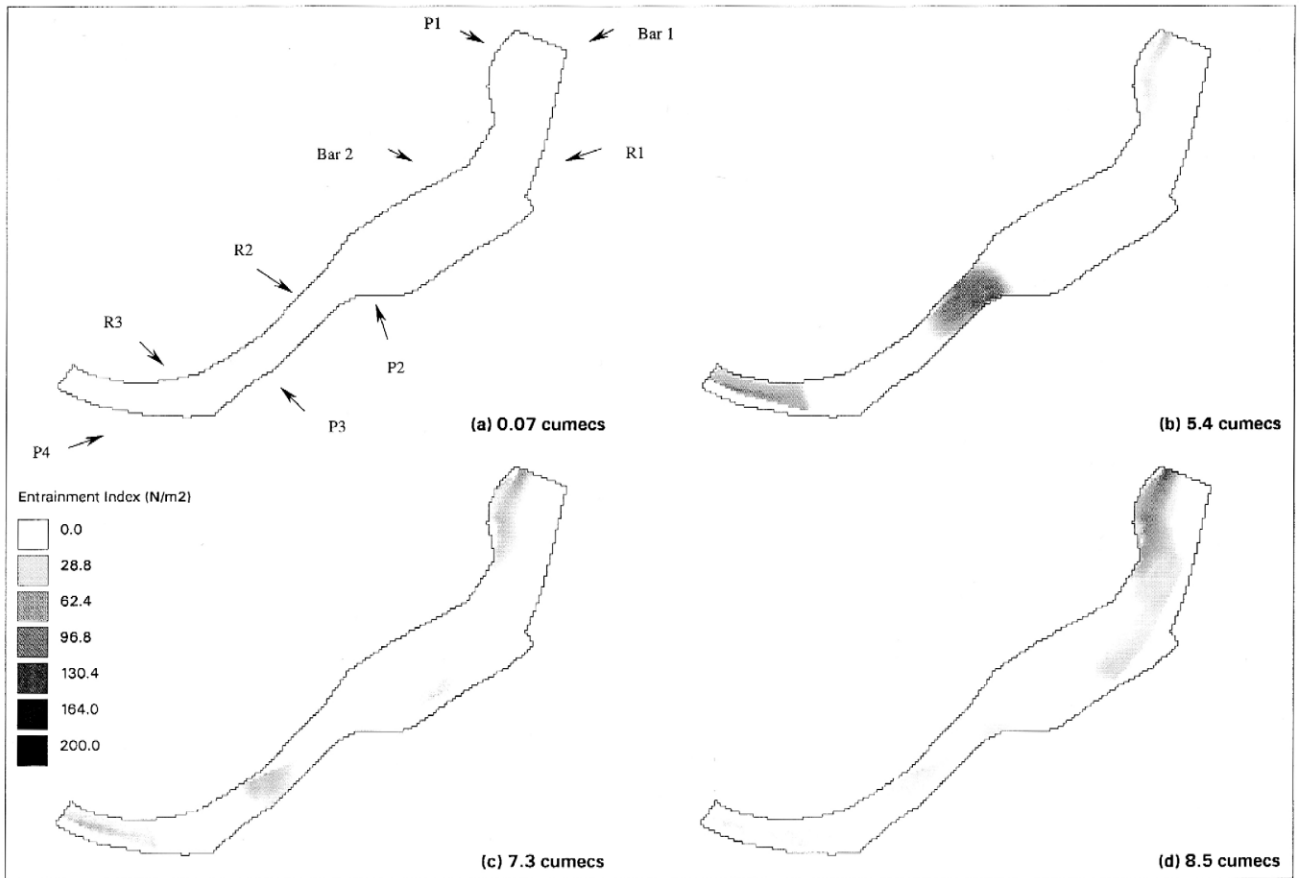 P1
Bar 1
Bar 2
R1
R2
R3
P2
P3
P4
(a) 0.07 cumecs
(b) 5.4 cumecs
Entrainment Index (N/m2)
0.0
28.8
62.4
96.8
130.4
164.0
200.0
(c) 7.3 cumecs
(d) 8.5 cumecs